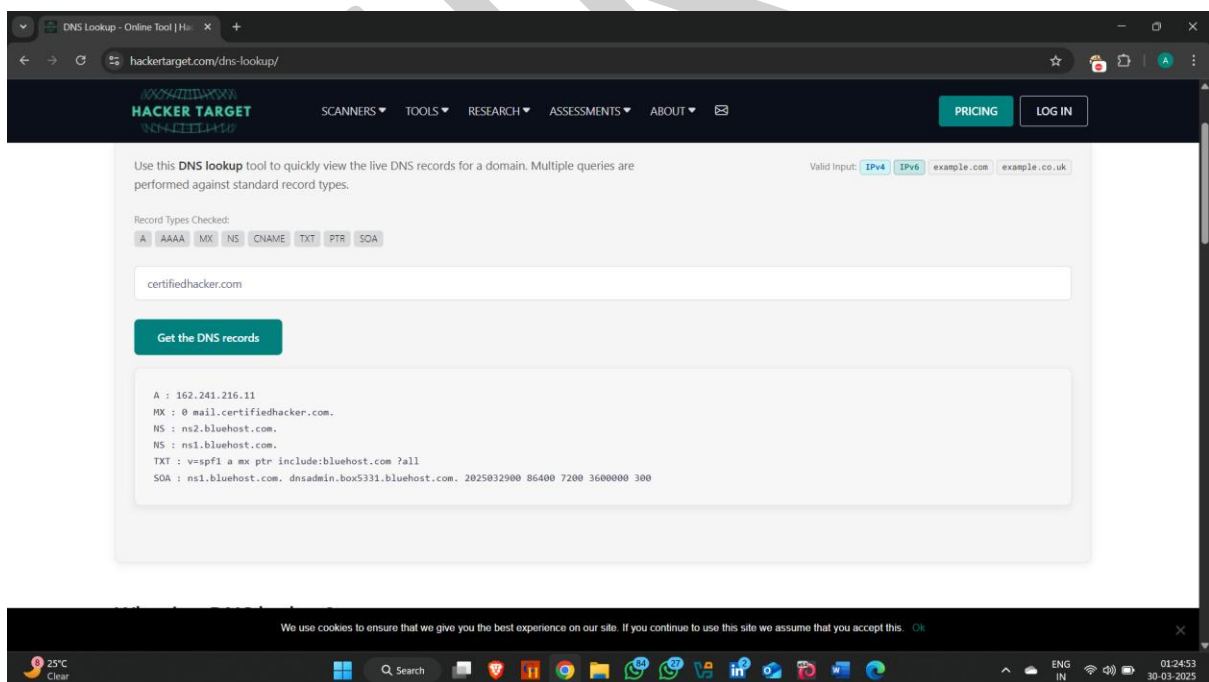 DNS Lookup - Online Tool | Ha
hackertarget.com/dns-lookup/
A
HACKER TARGET
SCANNERS TOOLS RESEARCH ASSESSMENTS ABOUT
PRICING LOG IN
Use this DNS lookup tool to quickly view the live DNS records for a domain. Multiple queries are
performed against standard record types.
Valid Input: IPv4 IPv6 example.com example.co.uk
Record Types Checked:
A AAAA MX NS CNAME TXT PTR SOA
certifiedhacker.com
Get the DNS records
A : 162.241.216.11
MX : 0 mail.certifiedhacker.com.
NS : ns2.bluehost.com.
NS : ns1.bluehost.com.
TXT : v=spf1 a mx ptr include:bluehost.com ?all
SOA : ns1.bluehost.com. dnsadmin.box5331.bluehost.com. 2025032900 86400 7200 3600000 300
We use cookies to ensure that we give you the best experience on our site. If you continue to use this site we assume that you accept this. Ok
8 25°C
Clear
Search
ENG
IN
01:24:53
30-03-2025